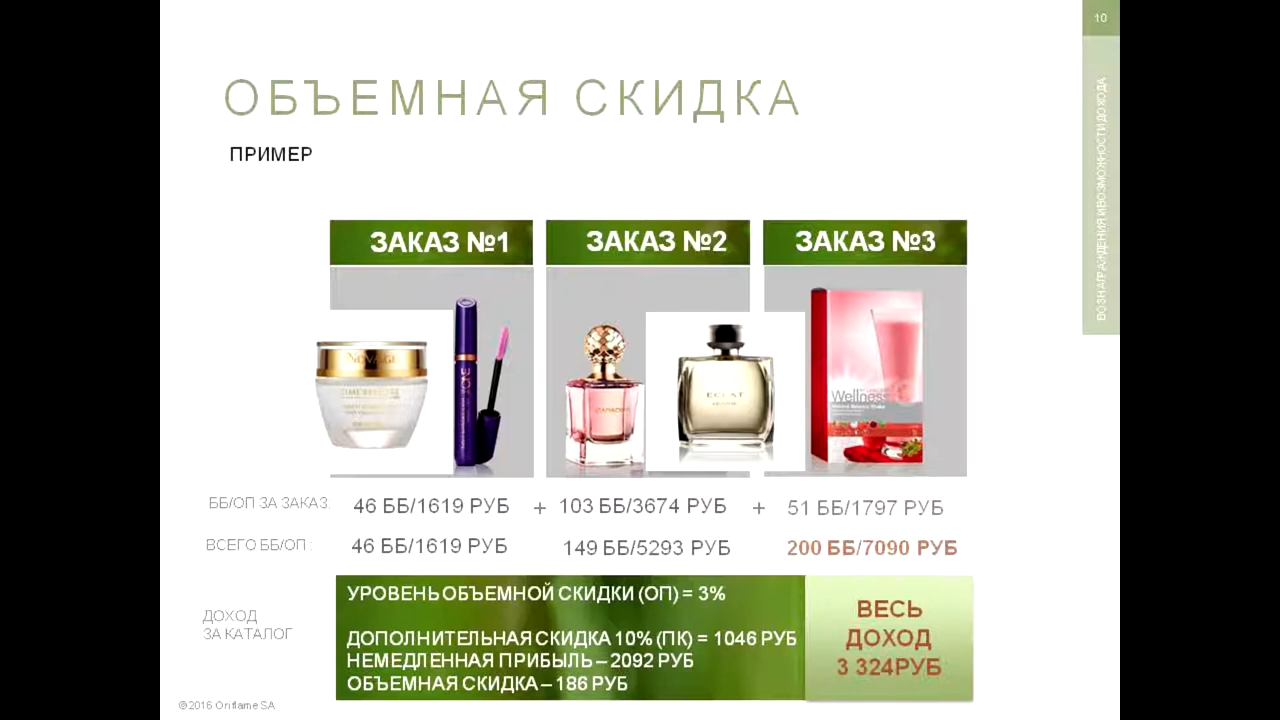 10
ВОЗНАГРАЖДЕНИЯ И ВОЗМОЖНОСТИ ДОХОДА
ОБЪЕМНАЯ СКИДКА
ПРИМЕР
ЗАКАЗ №1
ЗАКАЗ №2
ЗАКАЗ №3
NOVAGE
ECLAT
Wellness
ББ/ОП ЗА ЗАКАЗ:
46 ББ/1619 РУБ + 103 ББ/3674 РУБ + 51 ББ/1797 РУБ
ВСЕГО ББ/ОП :
46 ББ/1619 РУБ
149 ББ/5293 РУБ
200 ББ/7090 РУБ
ДОХОД
ЗА КАТАЛОГ
УРОВЕНЬ ОБЪЕМНОЙ СКИДКИ (ОП) = 3%
ДОПОЛНИТЕЛЬНАЯ СКИДКА 10% (ПК) = 1046 РУБ
НЕМЕДЛЕННАЯ ПРИБЫЛЬ – 2092 РУБ
ОБЪЕМНАЯ СКИДКА – 186 РУБ
ВЕСЬ
ДОХОД
3 324РУБ
© 2016 Oriflame SA